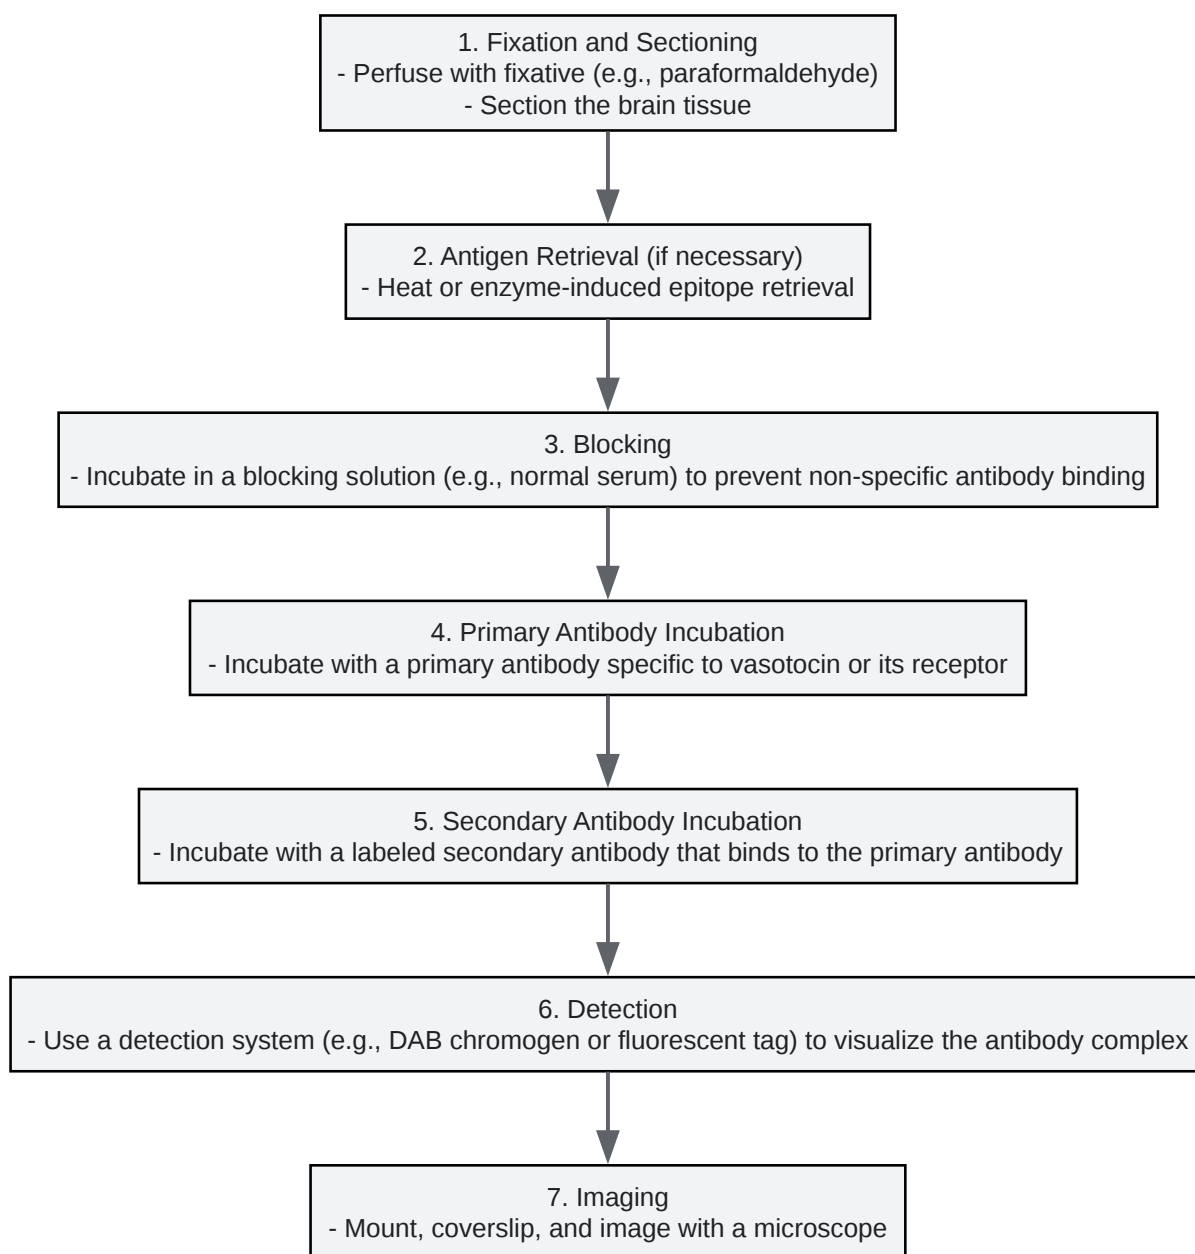 1. Fixation and Sectioning
- Perfuse with fixative (e.g., paraformaldehyde)
- Section the brain tissue
2. Antigen Retrieval (if necessary)
- Heat or enzyme-induced epitope retrieval
3. Blocking
- Incubate in a blocking solution (e.g., normal serum) to prevent non-specific antibody binding
4. Primary Antibody Incubation
- Incubate with a primary antibody specific to vasotocin or its receptor
5. Secondary Antibody Incubation
- Incubate with a labeled secondary antibody that binds to the primary antibody
6. Detection
- Use a detection system (e.g., DAB chromogen or fluorescent tag) to visualize the antibody complex
7. Imaging
- Mount, coverslip, and image with a microscope